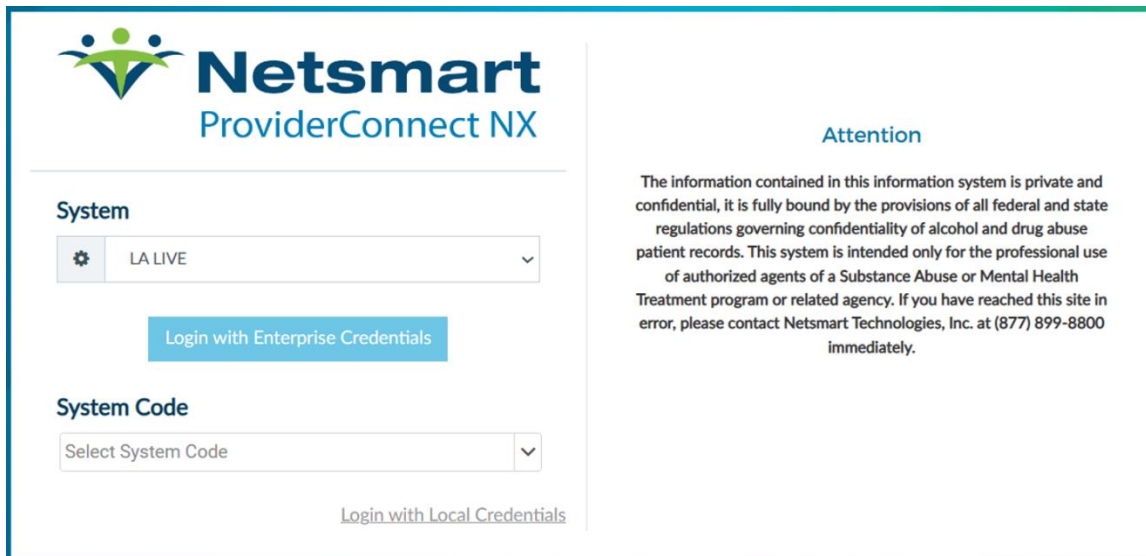 Netsmart
ProviderConnect NX
System
LA LIVE
Login with Enterprise Credentials
System Code
Select System Code
Login with Local Credentials
Attention
The information contained in this information system is private and
confidential, it is fully bound by the provisions of all federal and state
regulations governing confidentiality of alcohol and drug abuse
patient records. This system is intended only for the professional use
of authorized agents of a Substance Abuse or Mental Health
Treatment program or related agency. If you have reached this site in
error, please contact Netsmart Technologies, Inc. at (877) 899-8800
immediately.